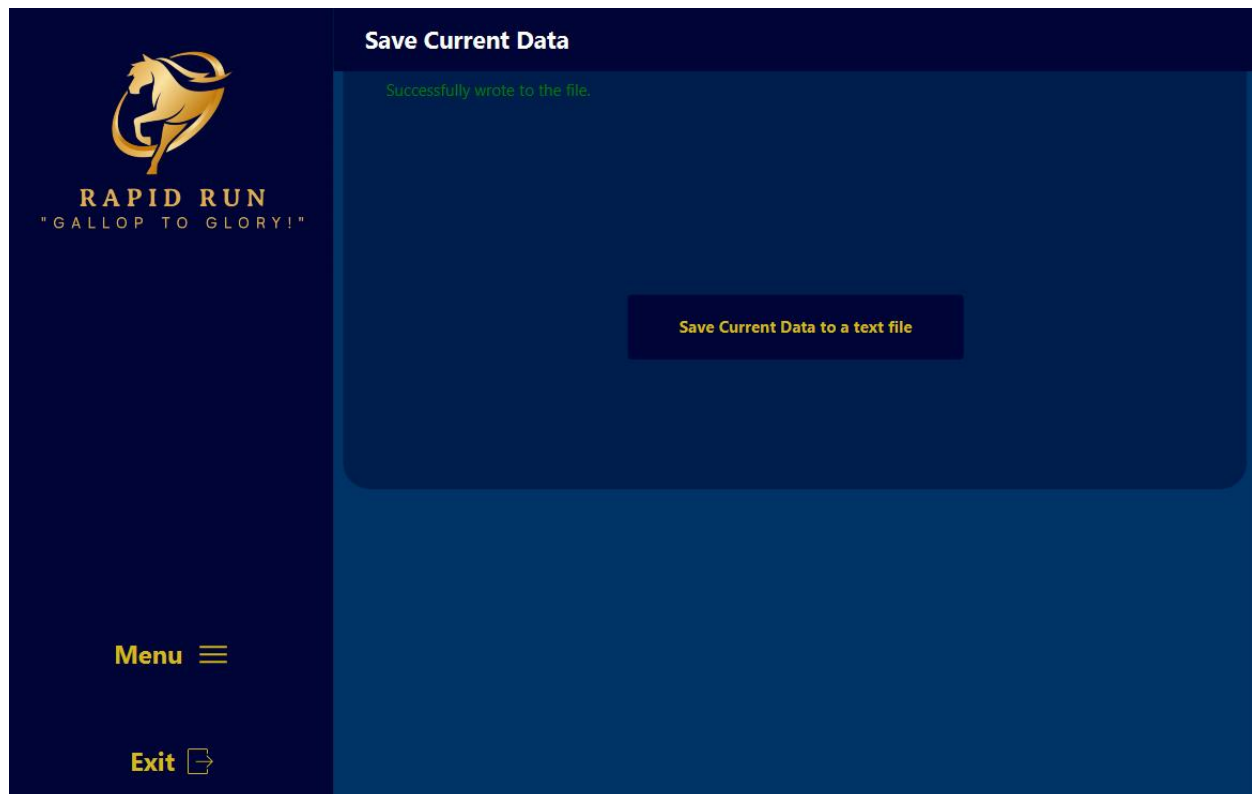 RAPID RUN
"GALLOP TO GLORY!"
Menu
Exit
Save Current Data
Successfully wrote to the file.
Save Current Data to a text file